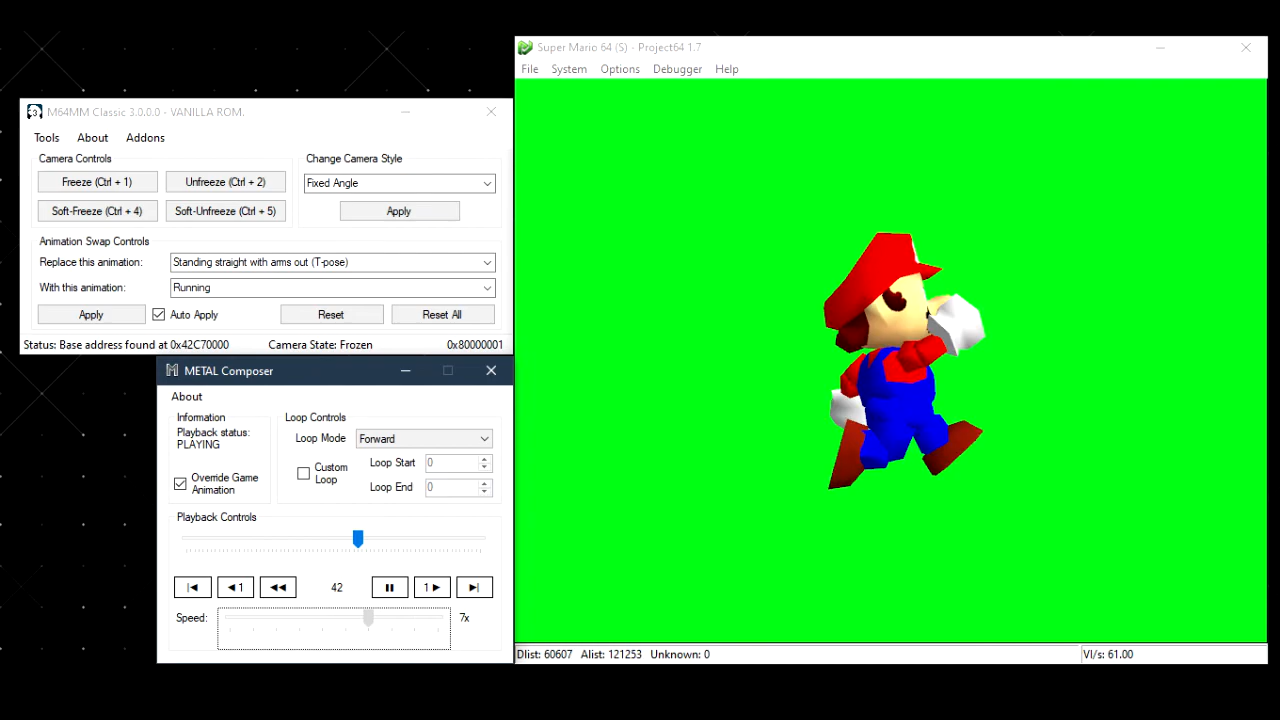 Super Mario 64 (S) - Project64 1.7
File System Options Debugger Help
M64MM Classic 3.0.0.0 - VANILLA ROM.
Tools About Addons
Camera Controls
Freeze (Ctrl + 1) Unfreeze (Ctrl + 2)
Soft-Freeze (Ctrl + 4) Soft-Unfreeze (Ctrl + 5)
Change Camera Style
Fixed Angle
Apply
Animation Swap Controls
Replace this animation: Standing straight with arms out (T-pose)
With this animation: Running
Apply Auto Apply Reset Reset All
Status: Base address found at 0x42C70000 Camera State: Frozen 0x80000001
METAL Composer
About
Information
Playback status:
PLAYING
Override Game
Animation
Loop Controls
Loop Mode Forward
Custom
Loop
Loop Start 0
Loop End 0
Playback Controls
1 42 1
Speed: 7x
Dlist: 60607 Alist: 121253 Unknown: 0 VI/s: 61.00